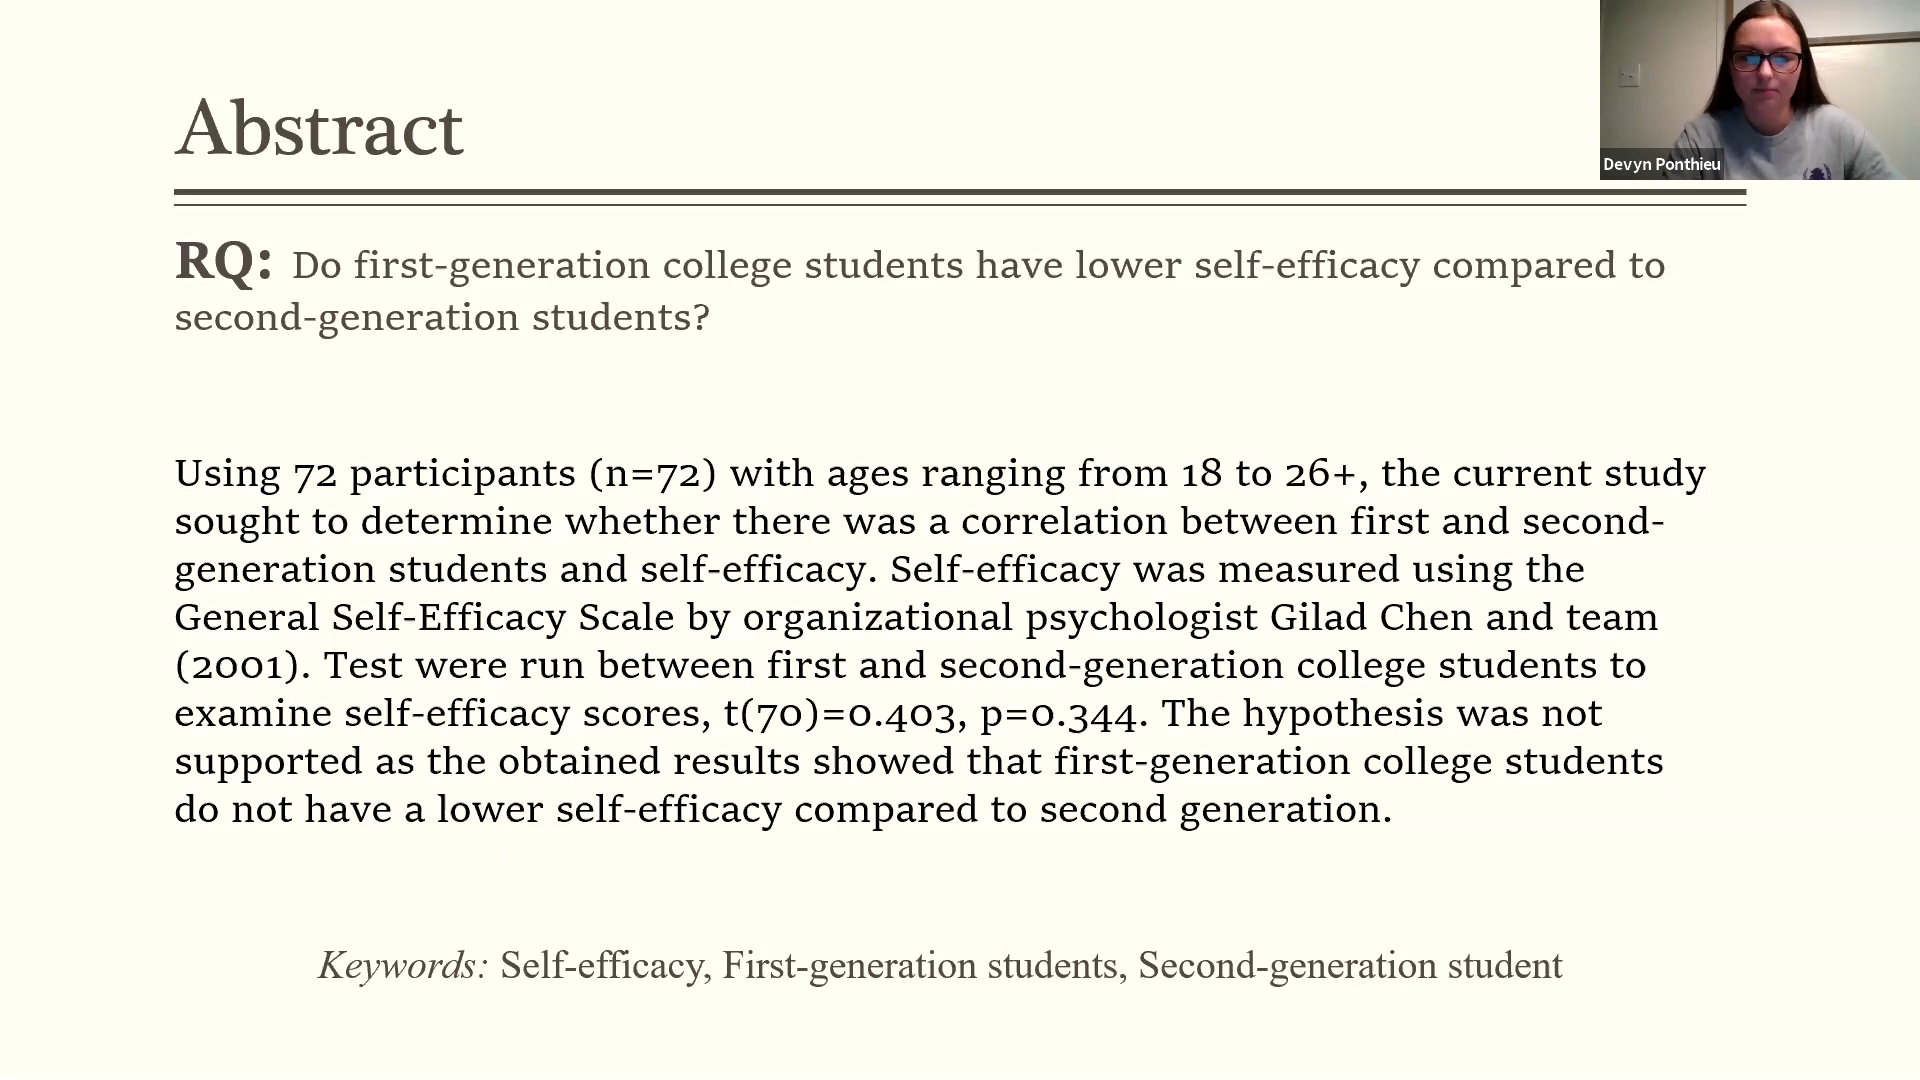 Abstract
Devyn Ponthieu
RQ: Do first-generation college students have lower self-efficacy compared to
second-generation students?
Using 72 participants (n=72) with ages ranging from 18 to 26+, the current study
sought to determine whether there was a correlation between first and second-
generation students and self-efficacy. Self-efficacy was measured using the
General Self-Efficacy Scale by organizational psychologist Gilad Chen and team
(2001). Test were run between first and second-generation college students to
examine self-efficacy scores, t(70)=0.403, p=0.344. The hypothesis was not
supported as the obtained results showed that first-generation college students
do not have a lower self-efficacy compared to second generation.
Keywords: Self-efficacy, First-generation students, Second-generation student